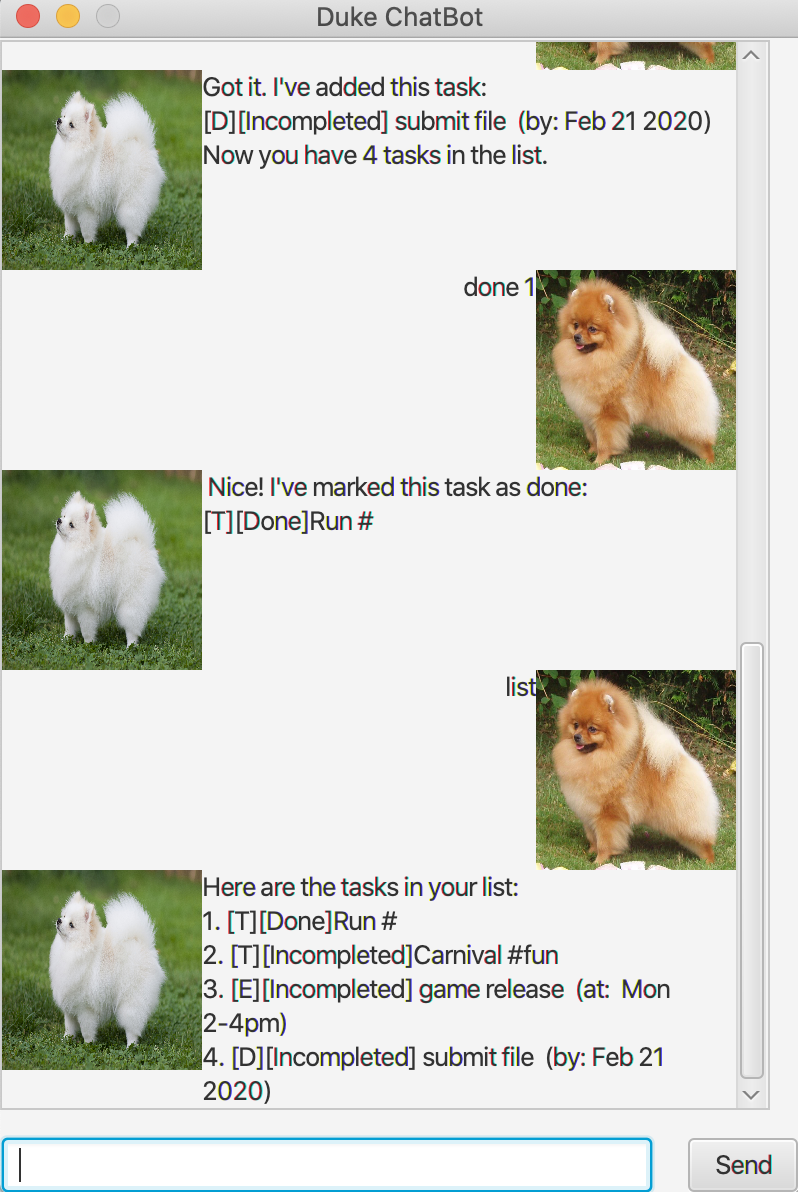 Duke ChatBot
Got it. I've added this task:
[D][Incompleted] submit file  (by: Feb 21 2020)
Now you have 4 tasks in the list.
done 1
Nice! I've marked this task as done:
[T][Done]Run #
list
Here are the tasks in your list:
1. [T][Done]Run #
2. [T][Incompleted]Carnival #fun
3. [E][Incompleted] game release  (at:  Mon
2-4pm)
4. [D][Incompleted] submit file  (by: Feb 21
2020)
Send